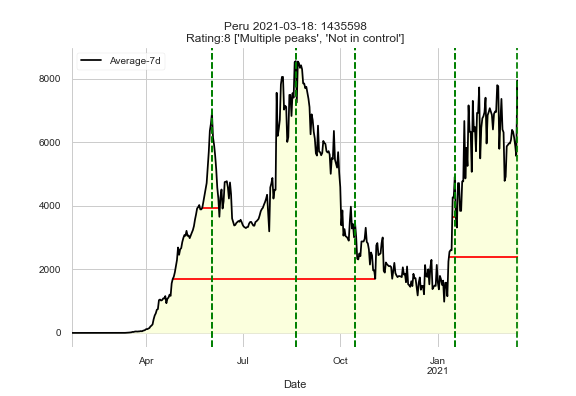 Peru 2021-03-18: 1435598
Rating:8 ['Multiple peaks', 'Not in control']
Average-7d
8000
6000
4000
2000
0
Apr
Jul
Oct
Jan
2021
Date